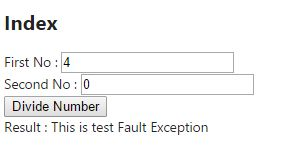 Index
First No : 4
Second No : 0
Divide Number
Result : This is test Fault Exception